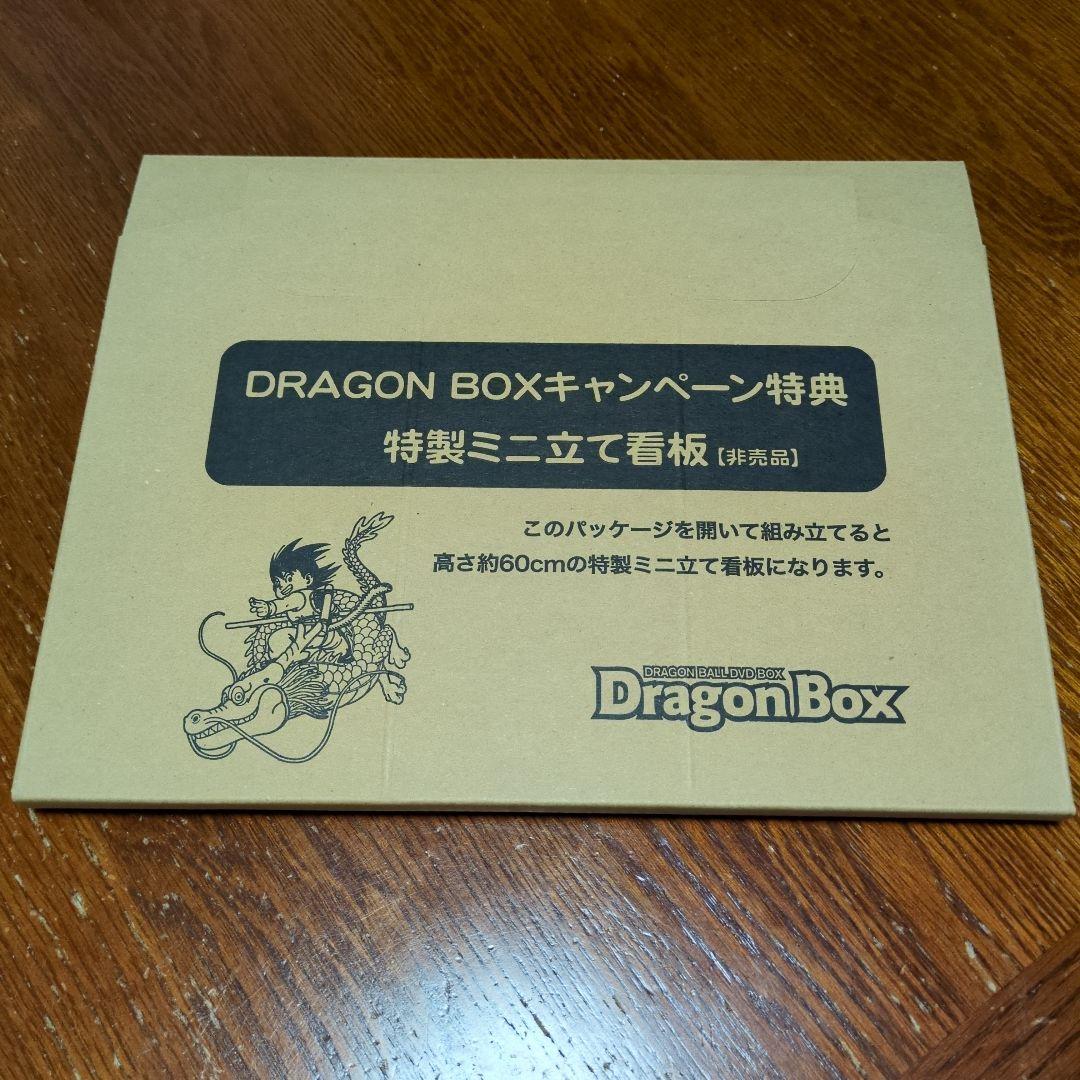 DRAGON BOXキャンペーン特典
特製ミニ立て看板【非売品】
このパッケージを開いて組み立てると
高さ約60cmの特製ミニ立て看板になります。
DRAGON BALL DVD BOX
Dragon Box